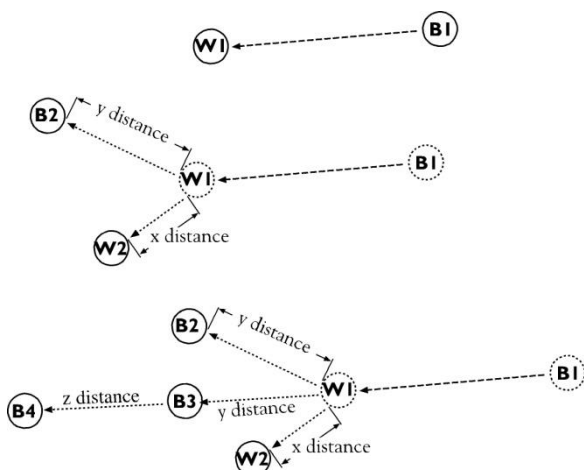 W1 B1
B2 y distance
W1 B1
W2 x distance
B2 y distance
W1 B1
B4 z distance B3 y distance
W2 x distance